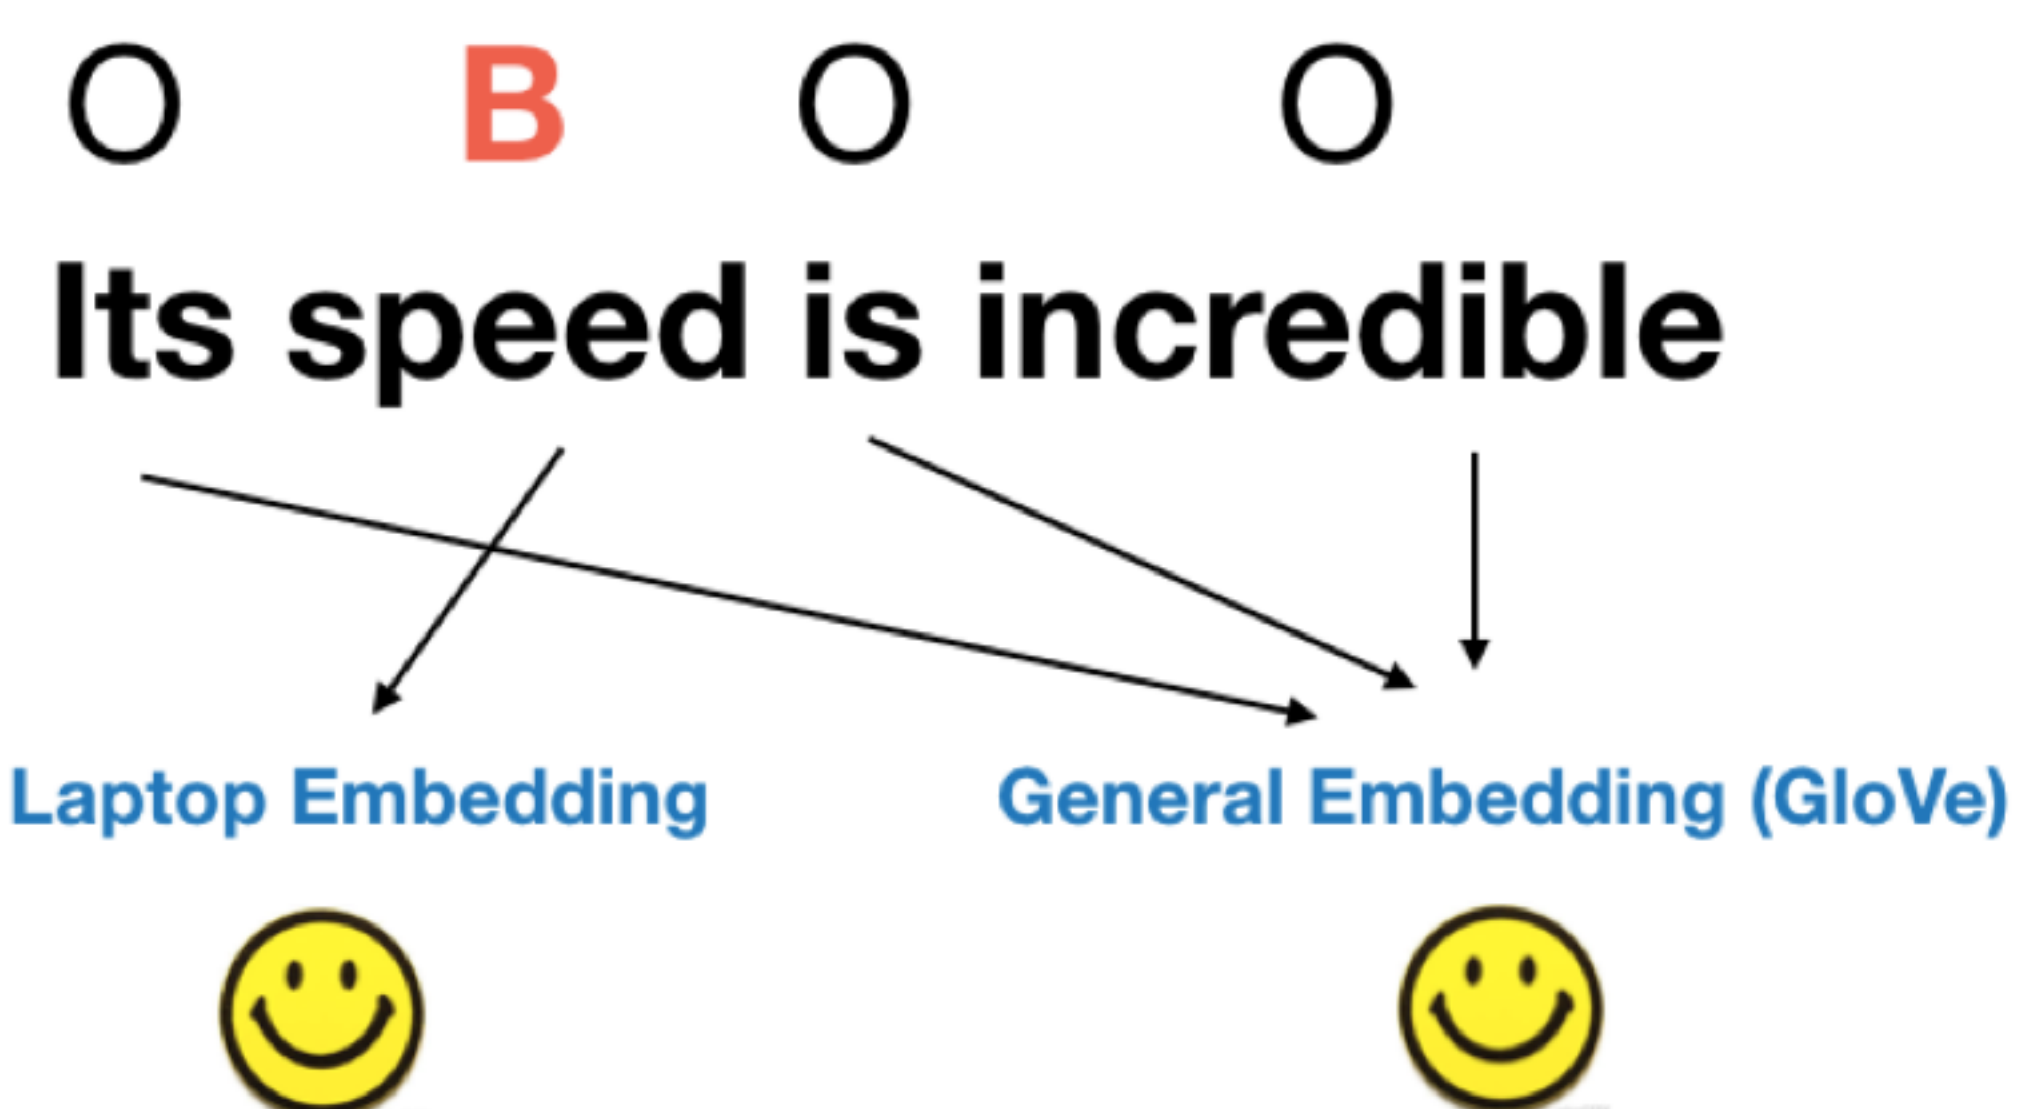 O B O O
Its speed is incredible
Laptop Embedding General Embedding (GloVe)